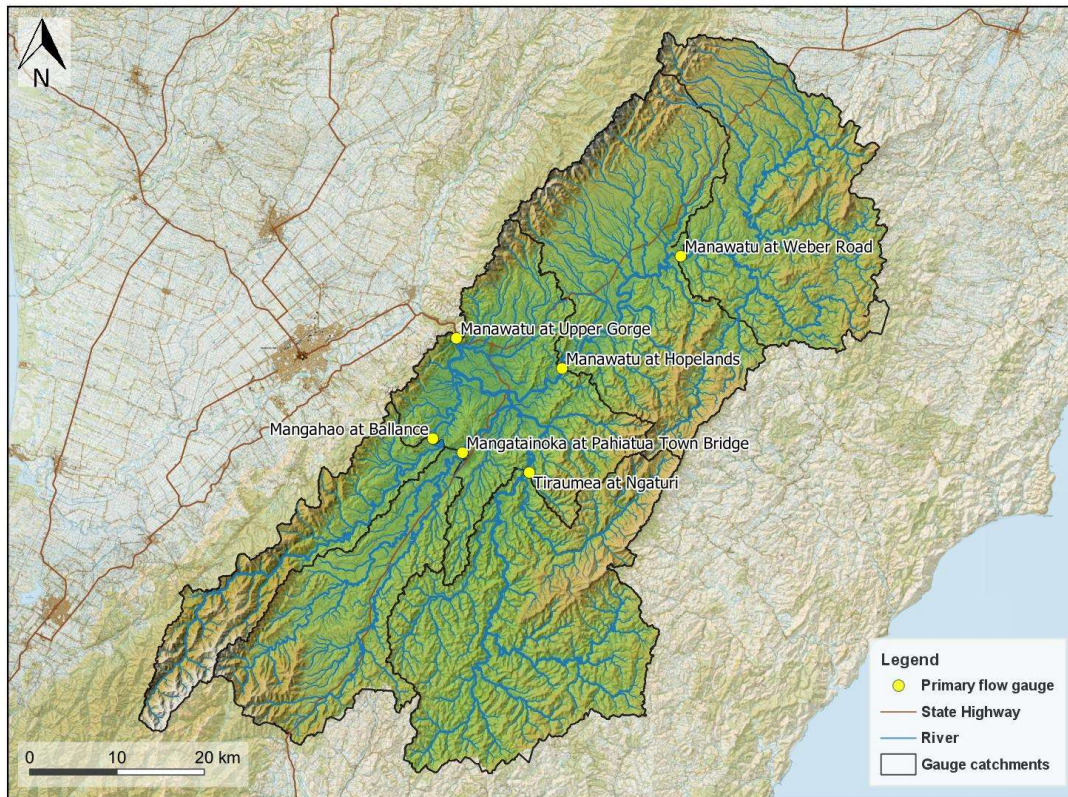 N
Manawatu at Weber Road
Manawatu at Upper Gorge
Manawatu at Hopelands
Mangahao at Ballance
Mangatainoka at Pahiatua Town Bridge
Tiraumea at Ngaturi
Legend
Primary flow gauge
State Highway
River
Gauge catchments
0 10 20 km